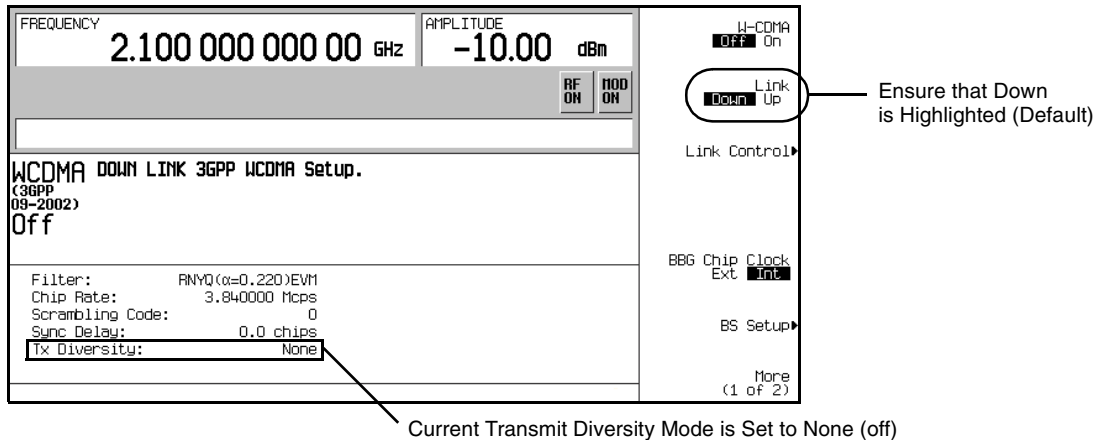 FREQUENCY
2.100 000 000 00 GHz
AMPLITUDE
-10.00 dBm
RF ON
MOD ON
W-CDMA
Off On
Link
Down Up
Ensure that Down
is Highlighted (Default)
Link Control
WCDMA DOWN LINK 3GPP WCDMA Setup.
(3GPP
09-2002)
Off
BBG Chip Clock
Ext Int
Filter: RNYQ(α=0.220)EVM
Chip Rate: 3.840000 Mcps
Scrambling Code: 0
Sync Delay: 0.0 chips
Tx Diversity: None
BS Setup
More
(1 of 2)
Current Transmit Diversity Mode is Set to None (off)